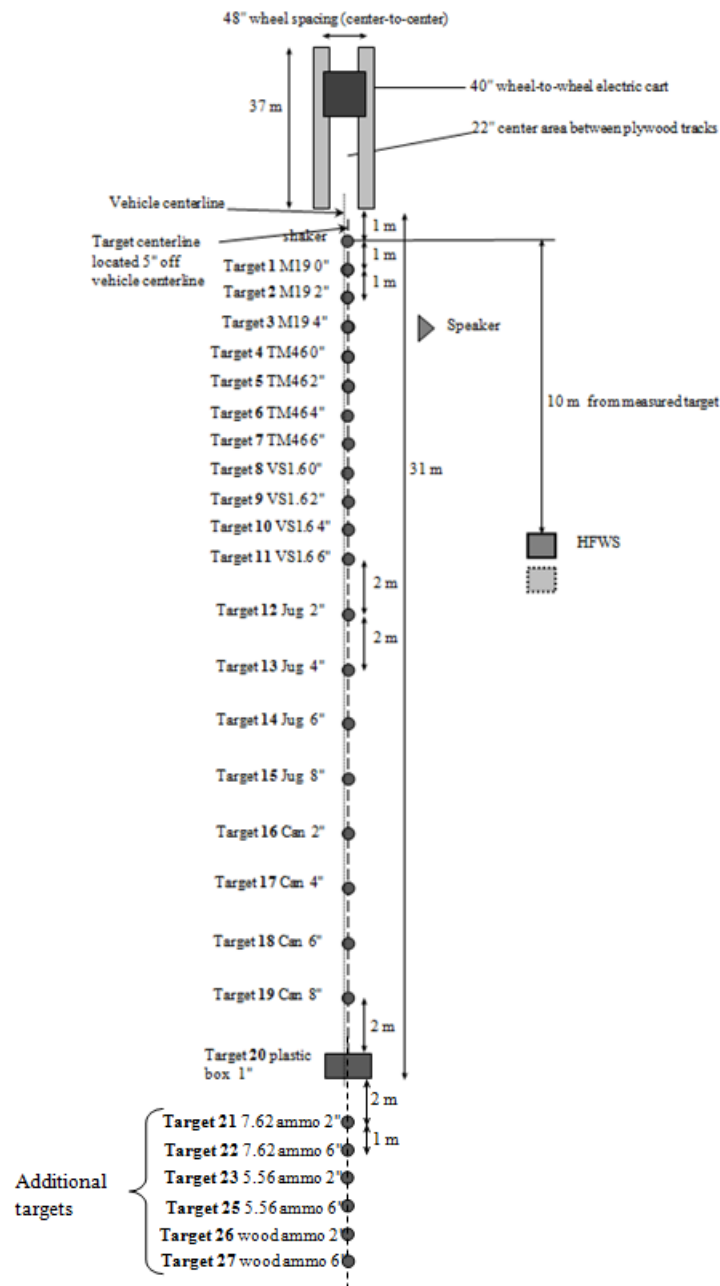 48" wheel spacing (center-to-center)
40" wheel-to-wheel electric cart
37 m
22" center area between plywood tracks
Vehicle centerline
1 m
shaker
Target centerline
located 5" off
vehicle centerline
1 m
Target 1 M19 0"
1 m
Target 2 M19 2"
Target 3 M19 4"
Speaker
Target 4 TM46 0"
Target 5 TM46 2"
10 m from measured target
Target 6 TM46 4"
Target 7 TM46 6"
Target 8 VS1.6 0"
31 m
Target 9 VS1.6 2"
Target 10 VS1.6 4"
HFWS
Target 11 VS1.6 6"
2 m
Target 12 Jug 2"
2 m
Target 13 Jug 4"
Target 14 Jug 6"
Target 15 Jug 8"
Target 16 Can 2"
Target 17 Can 4"
Target 18 Can 6"
Target 19 Can 8"
2 m
Target 20 plastic
box 1"
2 m
Target 21 7.62 ammo 2"
1 m
Target 22 7.62 ammo 6"
Additional
targets
Target 23 5.56 ammo 2"
Target 25 5.56 ammo 6"
Target 26 wood ammo 2"
Target 27 wood ammo 6"